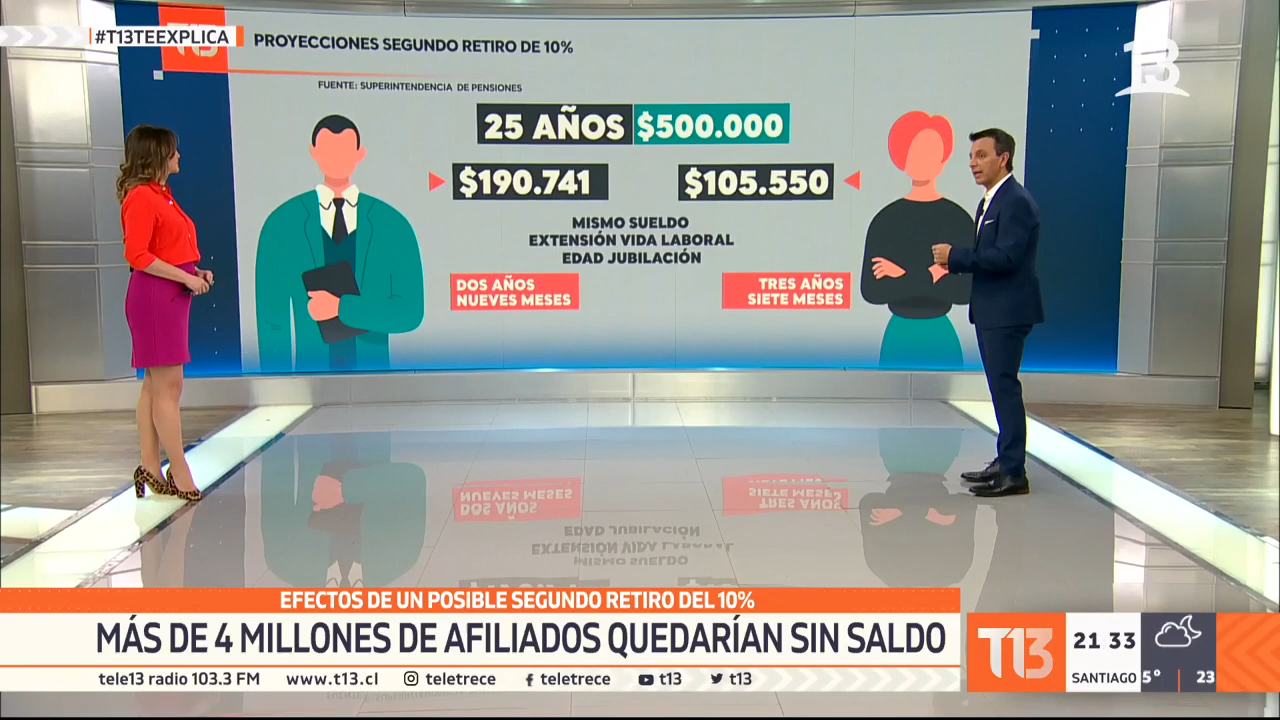 #T13TEEXPLICA
T13
PROYECCIONES SEGUNDO RETIRO DE 10%
FUENTE: SUPERINTENDENCIA DE PENSIONES
13
25 AÑOS $500.000
$190.741 $105.550
MISMO SUELDO
EXTENSIÓN VIDA LABORAL
EDAD JUBILACIÓN
DOS AÑOS
NUEVES MESES
TRES AÑOS
SIETE MESES
EFECTOS DE UN POSIBLE SEGUNDO RETIRO DEL 10%
MÁS DE 4 MILLONES DE AFILIADOS QUEDARÍAN SIN SALDO
tele13 radio 103.3 FM www.t13.cl teletrece teletrece t13 t13
T13
21 33
SANTIAGO 5° 23